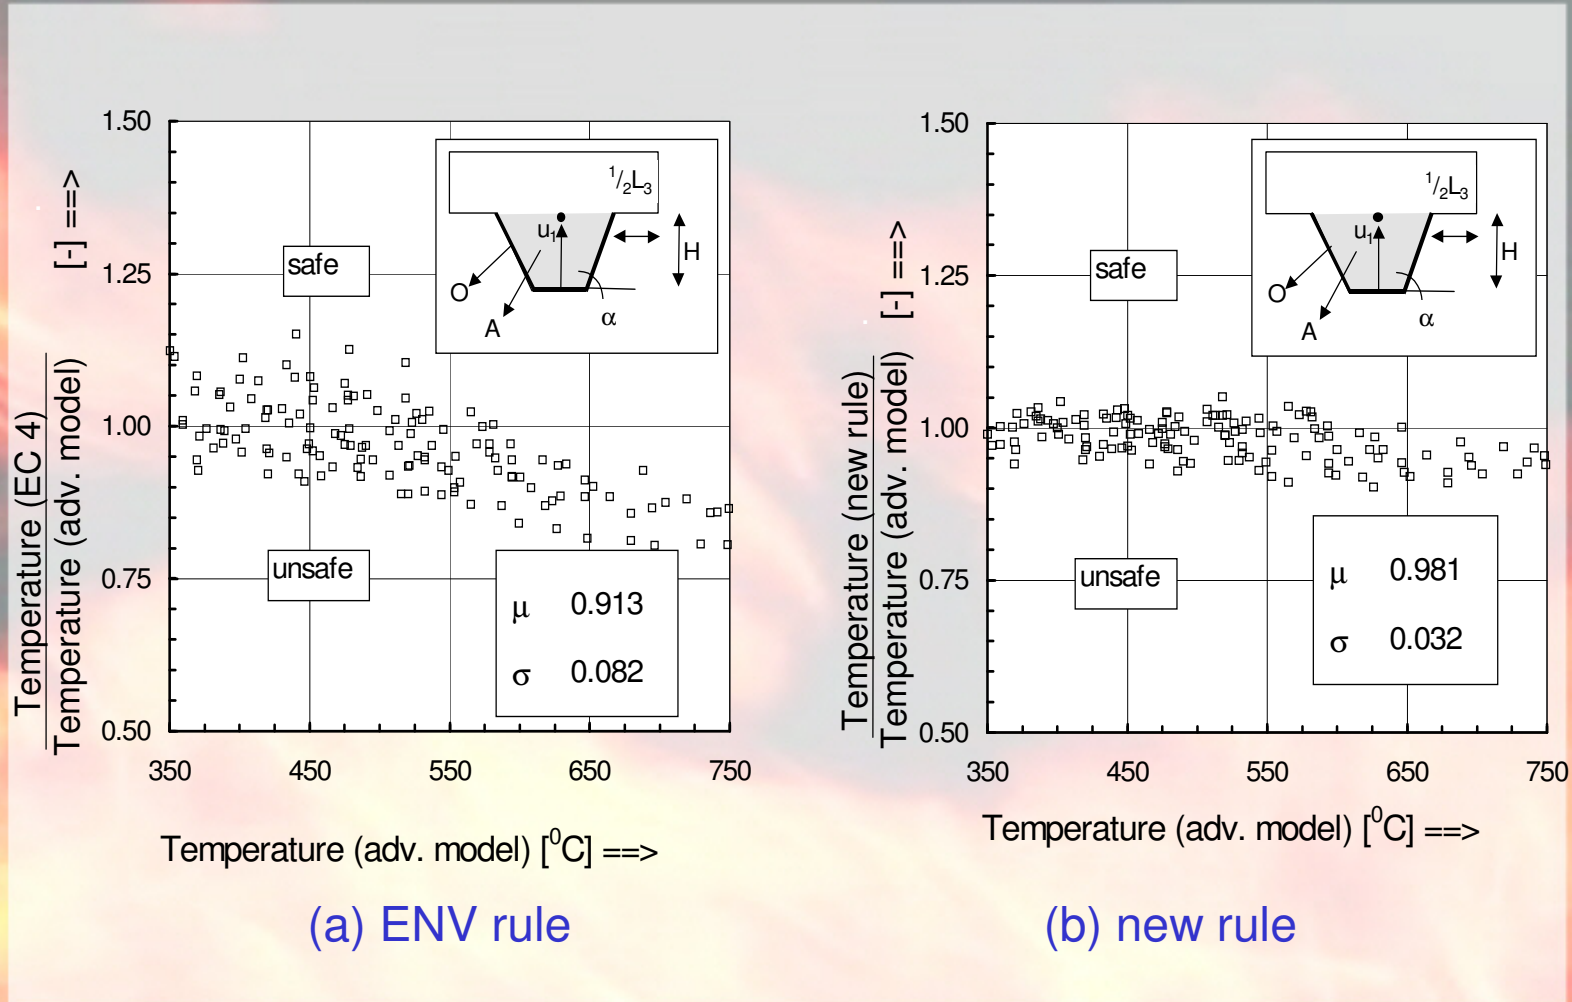 Temperature (EC 4)
Temperature (adv. model)
[-] ==>
1.50
1.25
1.00
0.75
0.50
350 450 550 650 750
safe
unsafe
1/2L3
u1
H
O
A
α
μ 0.913
σ 0.082
Temperature (adv. model) [0C] ==>
(a) ENV rule
Temperature (new rule)
Temperature (adv. model)
[-] ==>
1.50
1.25
1.00
0.75
0.50
350 450 550 650 750
safe
unsafe
1/2L3
u1
H
O
A
α
μ 0.981
σ 0.032
Temperature (adv. model) [0C] ==>
(b) new rule